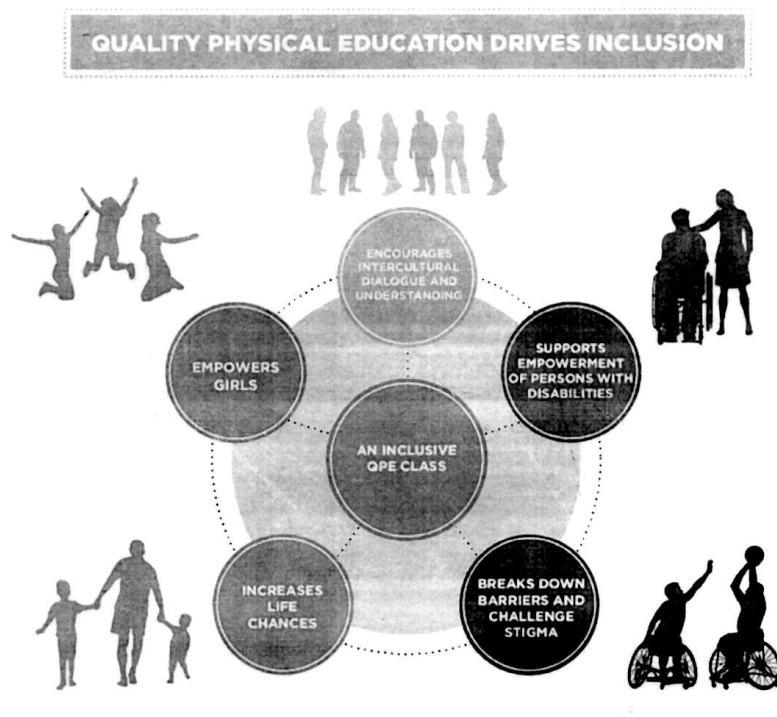 QUALITY PHYSICAL EDUCATION DRIVES INCLUSION
ENCOURAGES
INTERCULTURAL
DIALOGUE AND
UNDERSTANDING
EMPOWERS
GIRLS
SUPPORTS
EMPOWERMENT
OF PERSONS WITH
DISABILITIES
AN INCLUSIVE
QPE CLASS
INCREASES
LIFE
CHANCES
BREAKS DOWN
BARRIERS AND
CHALLENGE
STIGMA